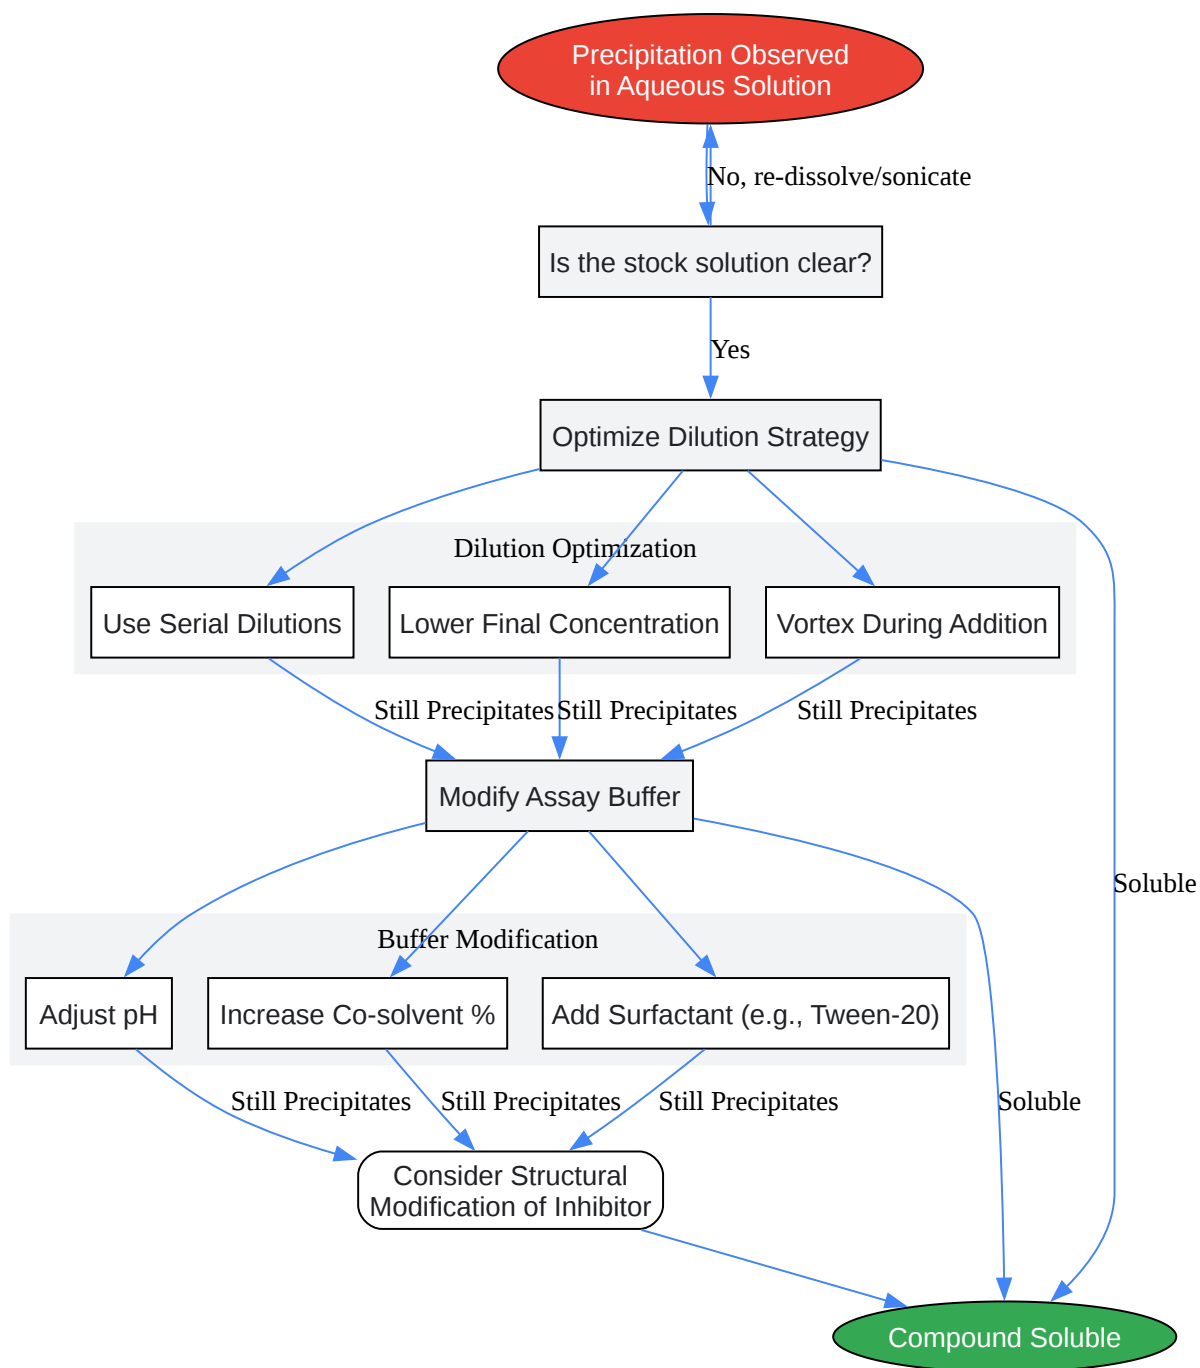 Precipitation Observed
in Aqueous Solution
No, re-dissolve/sonicate
Is the stock solution clear?
Yes
Optimize Dilution Strategy
Dilution Optimization
Use Serial Dilutions
Lower Final Concentration
Vortex During Addition
Still Precipitates
Still Precipitates
Still Precipitates
Modify Assay Buffer
Soluble
Buffer Modification
Adjust pH
Increase Co-solvent %
Add Surfactant (e.g., Tween-20)
Still Precipitates
Still Precipitates
Still Precipitates
Soluble
Consider Structural
Modification of Inhibitor
Compound Soluble